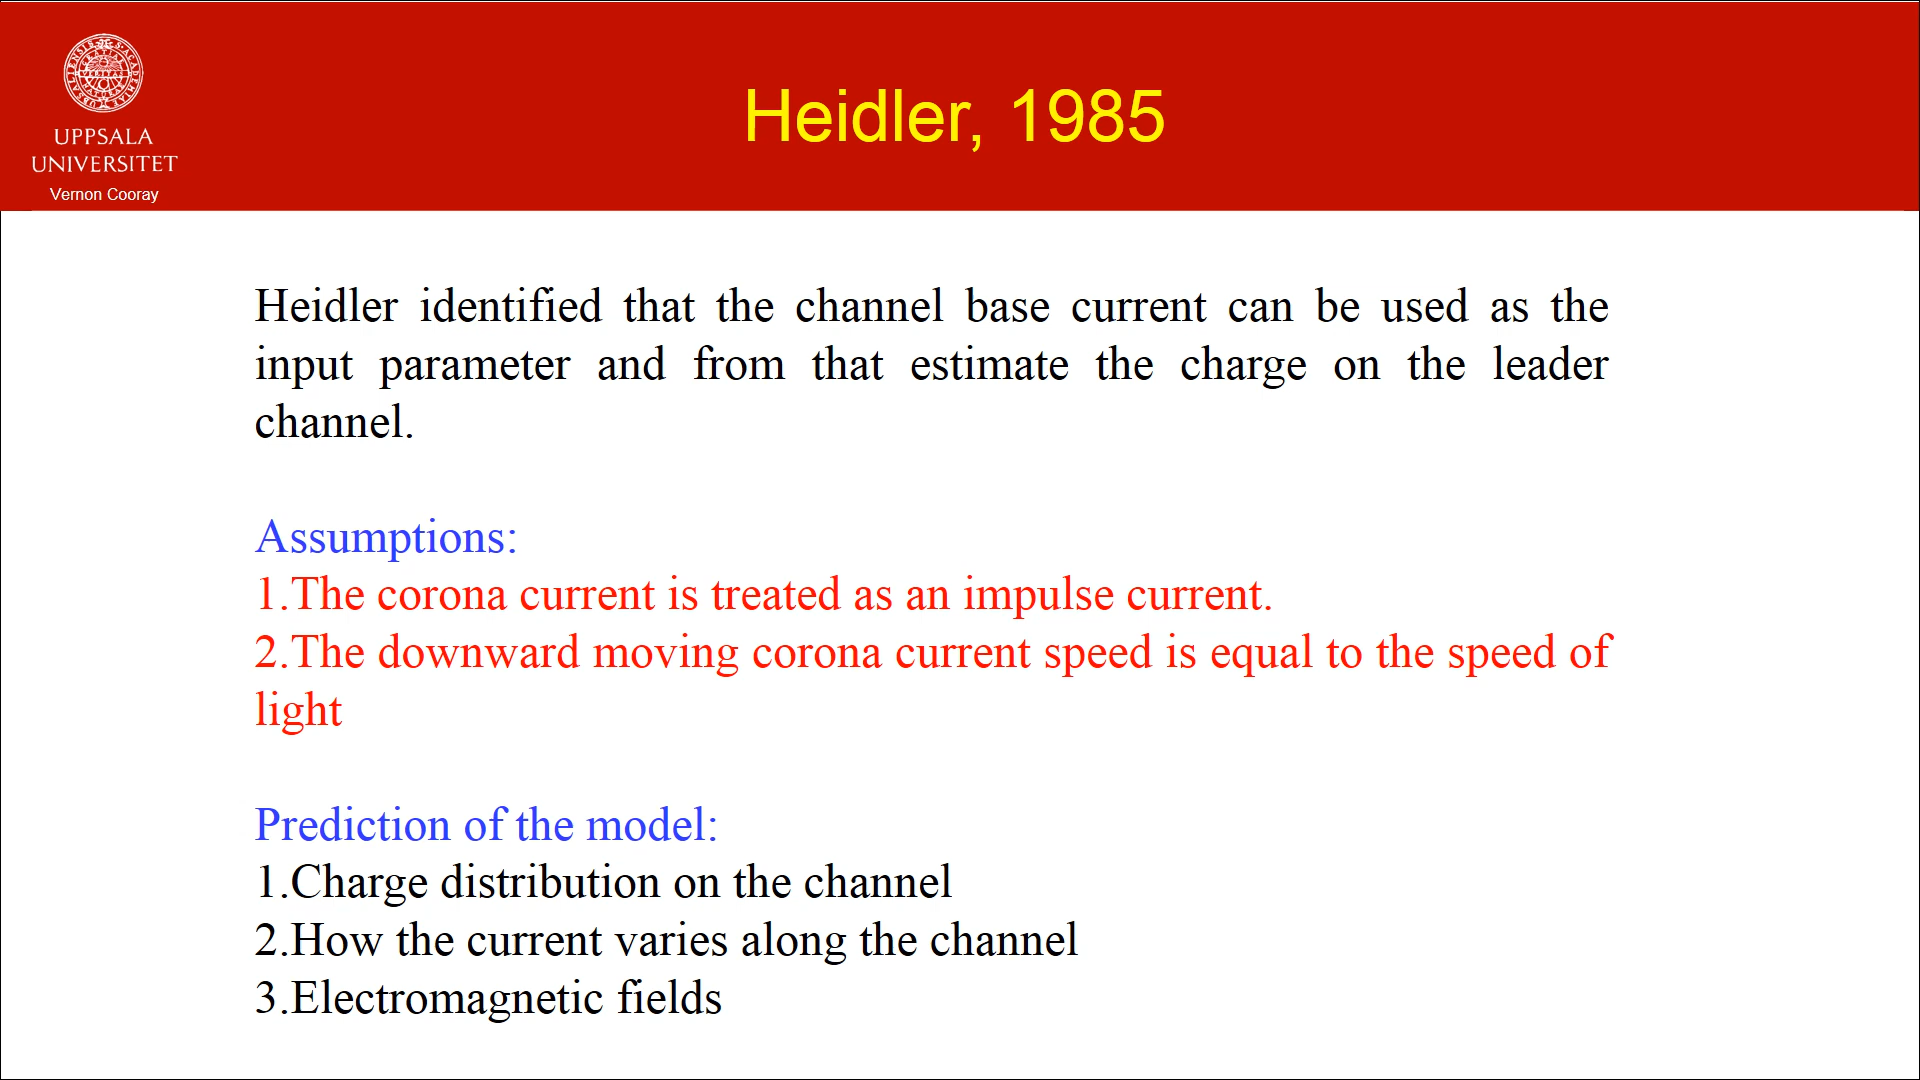 UPPSALA
UNIVERSITET
Vernon Cooray
Heidler, 1985
Heidler identified that the channel base current can be used as the
input parameter and from that estimate the charge on the leader
channel.
Assumptions:
1.The corona current is treated as an impulse current.
2.The downward moving corona current speed is equal to the speed of
light
Prediction of the model:
1.Charge distribution on the channel
2.How the current varies along the channel
3.Electromagnetic fields